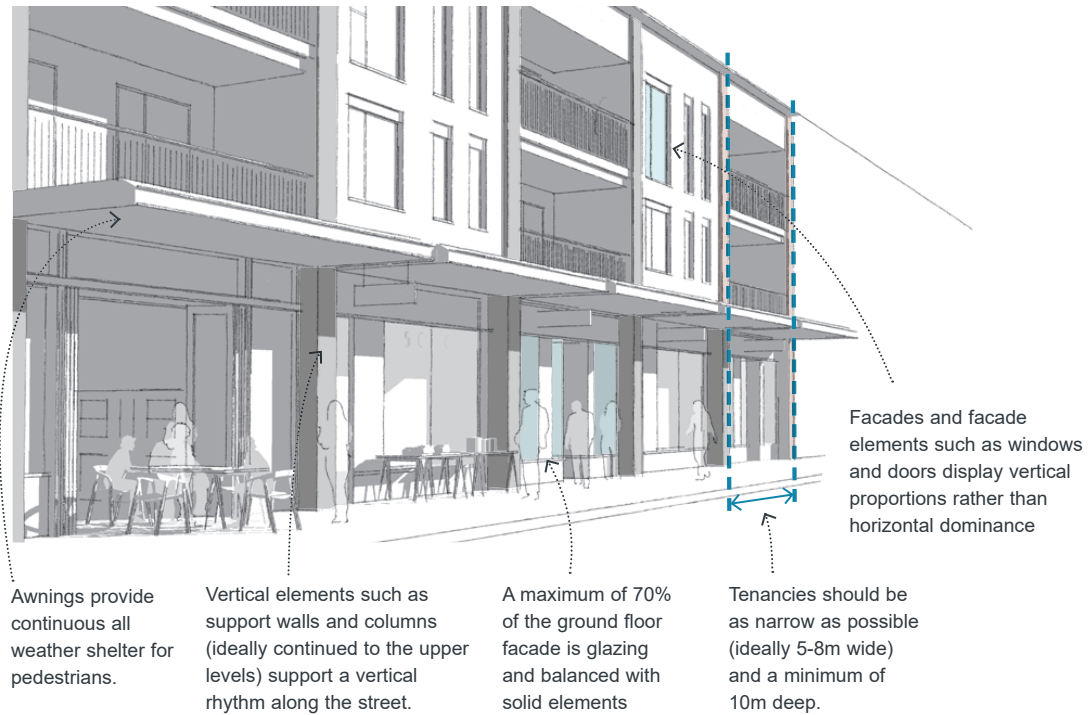 Facades and facade
elements such as windows
and doors display vertical
proportions rather than
horizontal dominance
Awnings provide
continuous all
weather shelter for
pedestrians.
Vertical elements such as
support walls and columns
(ideally continued to the upper
levels) support a vertical
rhythm along the street.
A maximum of 70%
of the ground floor
facade is glazing
and balanced with
solid elements
Tenancies should be
as narrow as possible
(ideally 5-8m wide)
and a minimum of
10m deep.